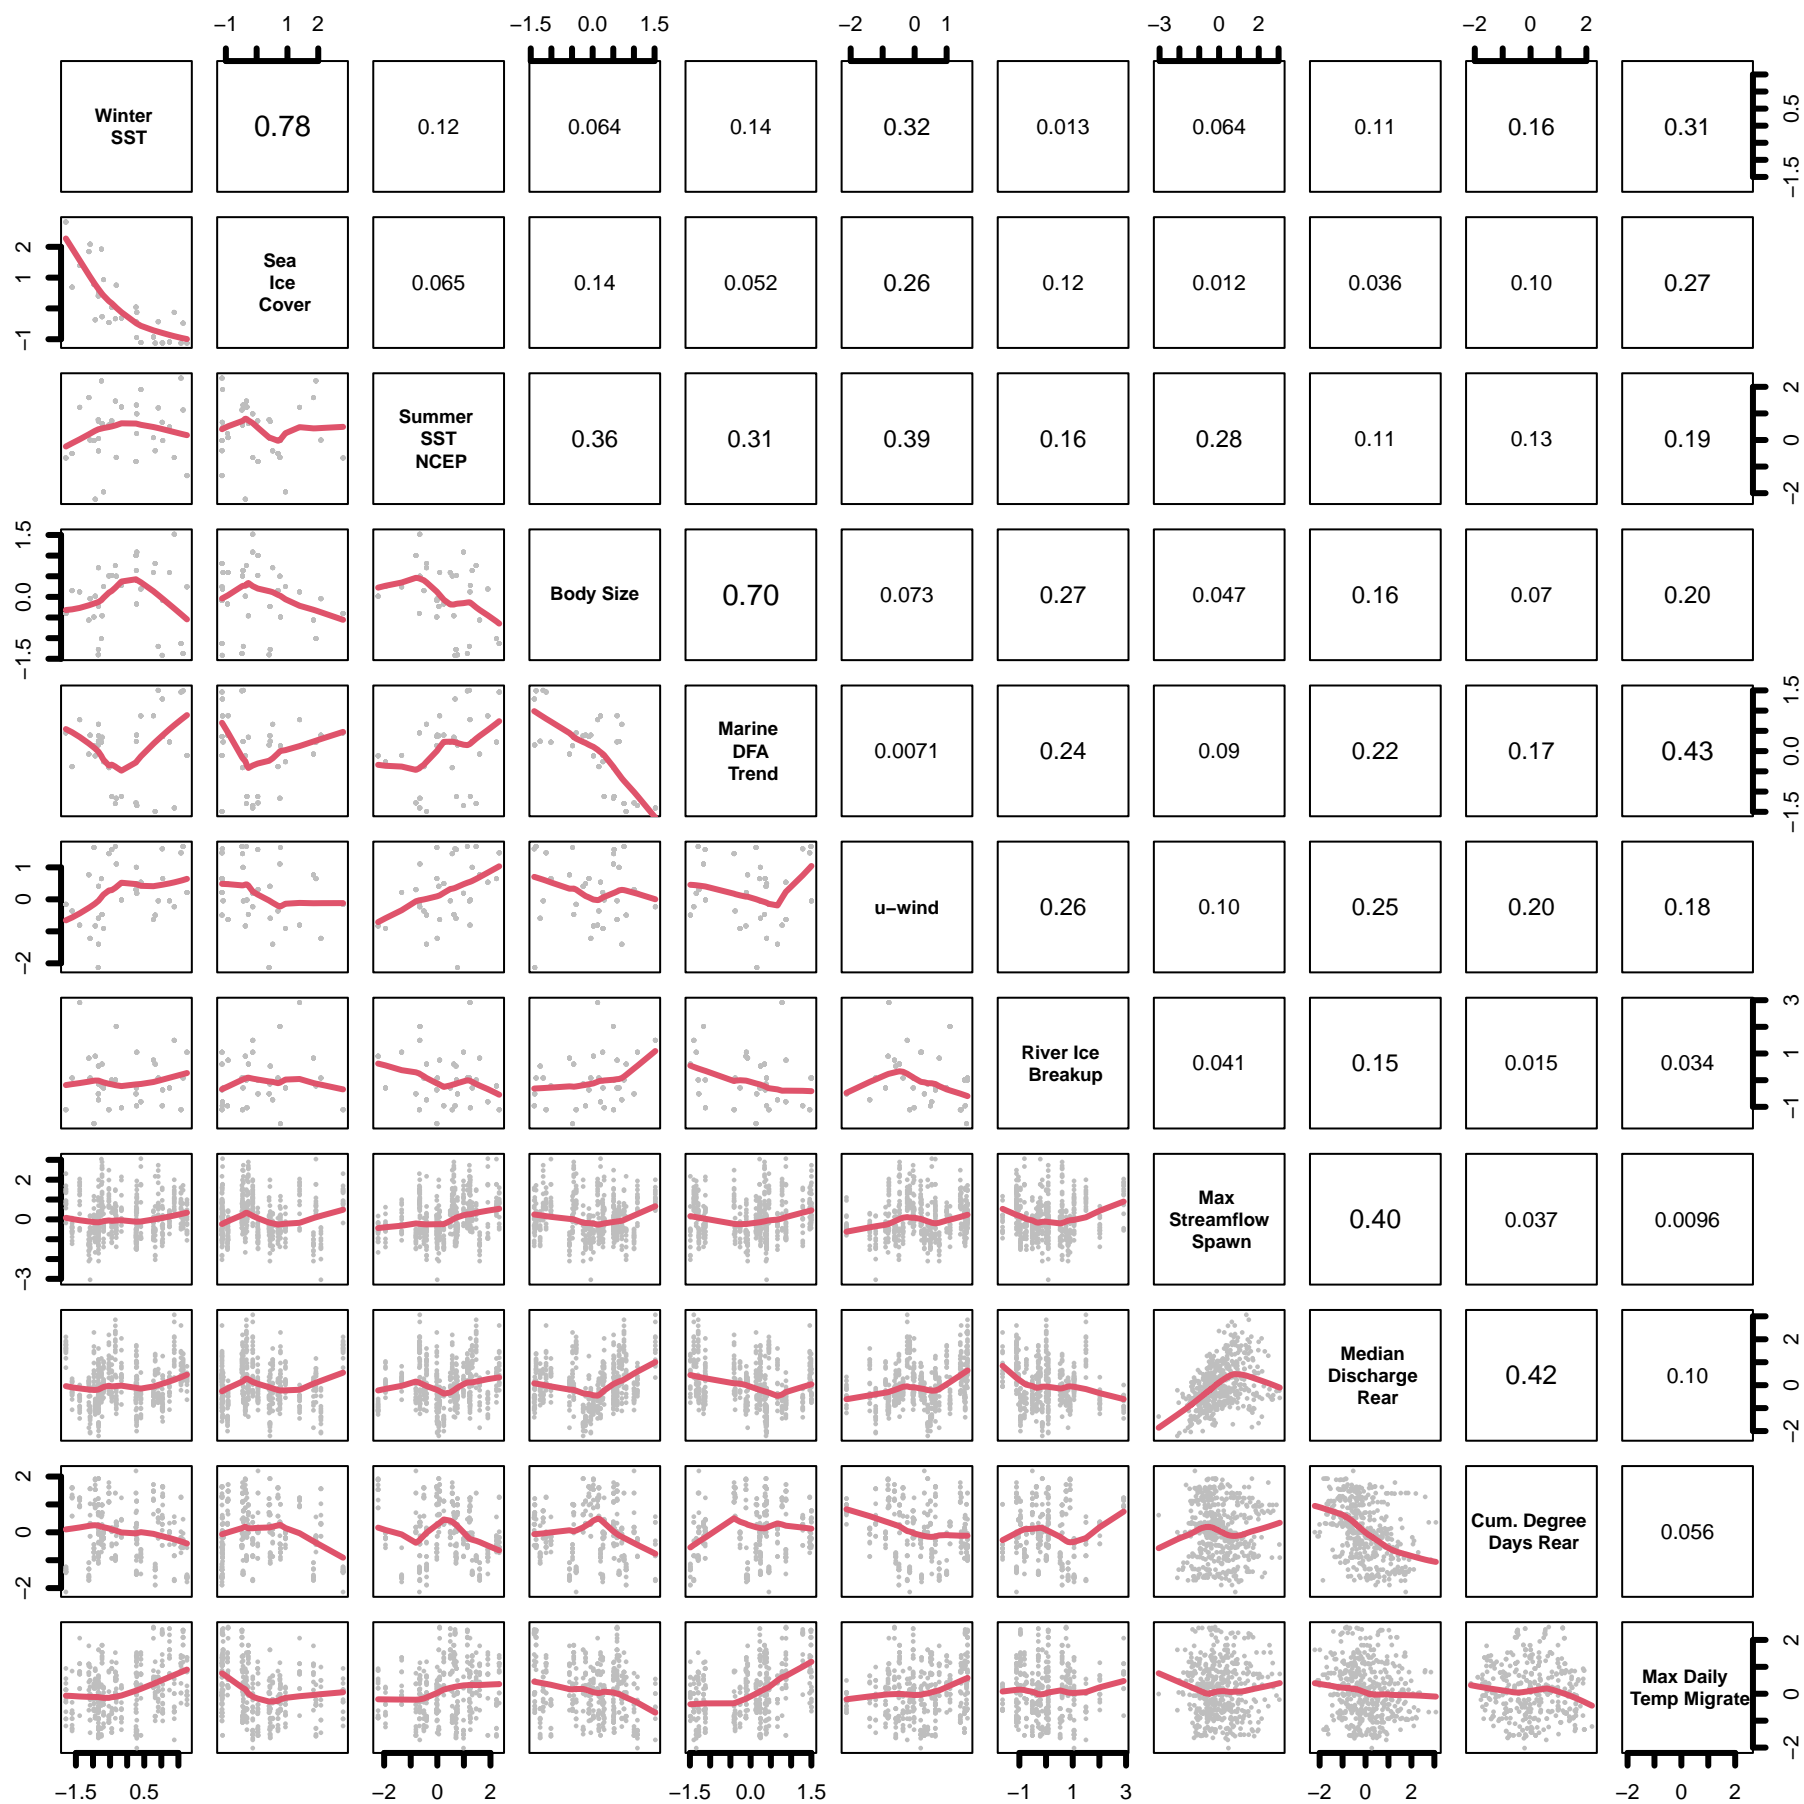 −1 1 2 −1.5 0.0 1.5 −2 0 1 −3 0 2 −2 0 2
Winter
SST
0.78 0.12 0.064 0.14 0.32 0.013 0.064 0.11 0.16 0.31
−1.5 0.5
Sea
Ice
Cover
0.065 0.14 0.052 0.26 0.12 0.012 0.036 0.10 0.27
−1 1 2
Summer
SST
NCEP
0.36 0.31 0.39 0.16 0.28 0.11 0.13 0.19
−2 0 2
Body Size
0.70 0.073 0.27 0.047 0.16 0.07 0.20
−1.5 0.0 1.5
Marine
DFA
Trend
0.0071 0.24 0.09 0.22 0.17 0.43
−1.5 0.0 1.5
u−wind
0.26 0.10 0.25 0.20 0.18
−2 0 1
River Ice
Breakup
0.041 0.15 0.015 0.034
−1 1 3
Max
Streamflow
Spawn
0.40 0.037 0.0096
−3 0 2
Median
Discharge
Rear
0.42 0.10
−2 0 2
Cum. Degree
Days Rear
0.056
−2 0 2
Max Daily
Temp Migrate
−2 0 2
−1.5 0.5 −2 0 2 −1.5 0.0 1.5 −1 1 3 −2 0 2 −2 0 2